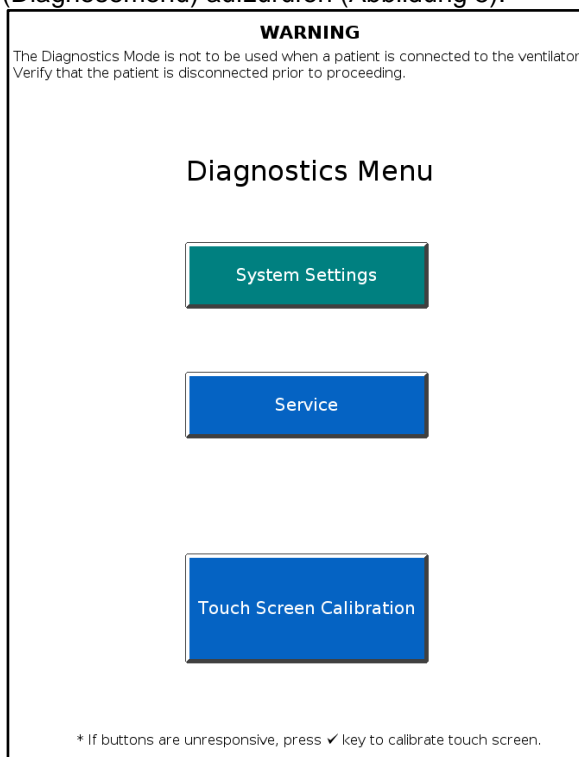 (Diagnosemenü) aufzurufen (Abbildung
WARNING
The Diagnostics Mode is not to be used when a patient is connected to the ventilator
Verify that the patient is disconnected prior to proceeding.
Diagnostics Menu
System Settings
Service
Touch Screen Calibration
* If buttons are unresponsive, press ✓ key to calibrate touch screen.